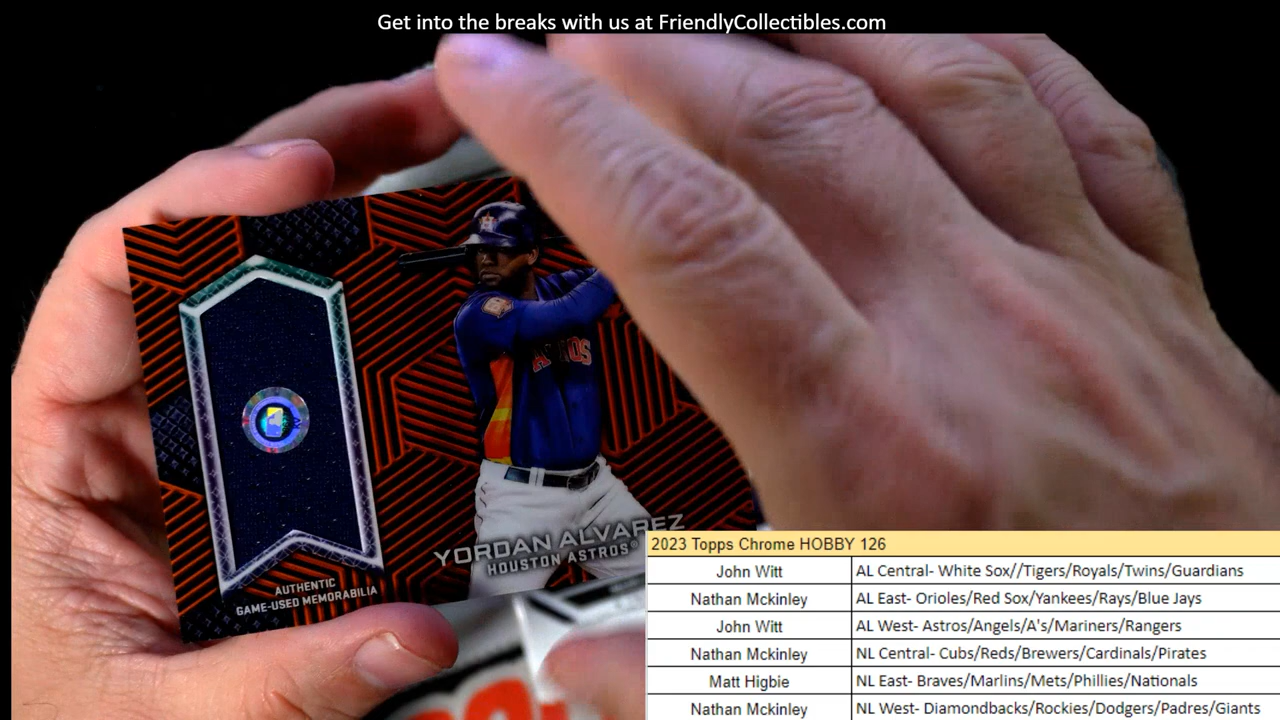 Get into the breaks with us at FriendlyCollectibles.com
ASTROS
YORDAN ALVAREZ
HOUSTON ASTROS®
AUTHENTIC
GAME-USED MEMORABILIA
2023 Topps Chrome HOBBY 126
John Witt AL Central- White Sox//Tigers/Royals/Twins/Guardians
Nathan Mckinley AL East- Orioles/Red Sox/Yankees/Rays/Blue Jays
John Witt AL West- Astros/Angels/A's/Mariners/Rangers
Nathan Mckinley NL Central- Cubs/Reds/Brewers/Cardinals/Pirates
Matt Higbie NL East- Braves/Marlins/Mets/Phillies/Nationals
Nathan Mckinley NL West- Diamondbacks/Rockies/Dodgers/Padres/Giants